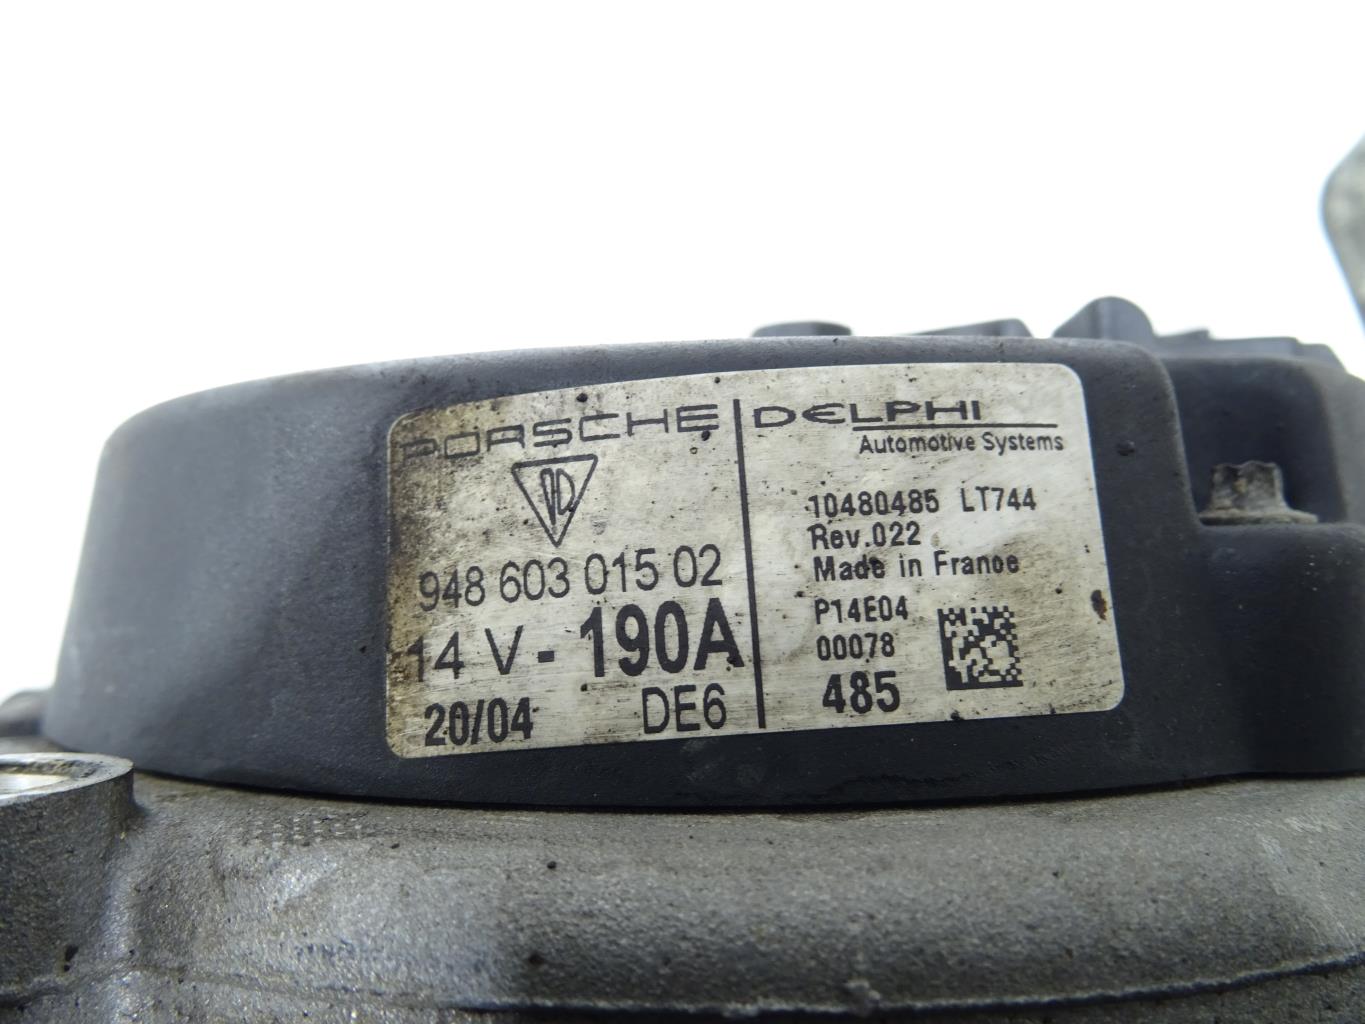 PORSCHE
948 603 015 02
14 V - 190A
20/04 DE6
DELPHI
Automotive Systems
10480485 LT744
Rev.022
Made in France
P14E04
00078
485